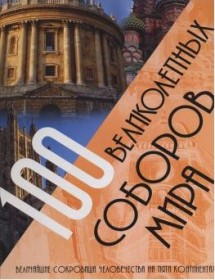 100
ВЕЛИКОЛЕПНЫХ
СОБОРОВ
МИРА
ВЕЛИЧАЙШИЕ СОКРОВИЩА ЧЕЛОВЕЧЕСТВА НА ПЯТИ КОНТИНЕНТАХ